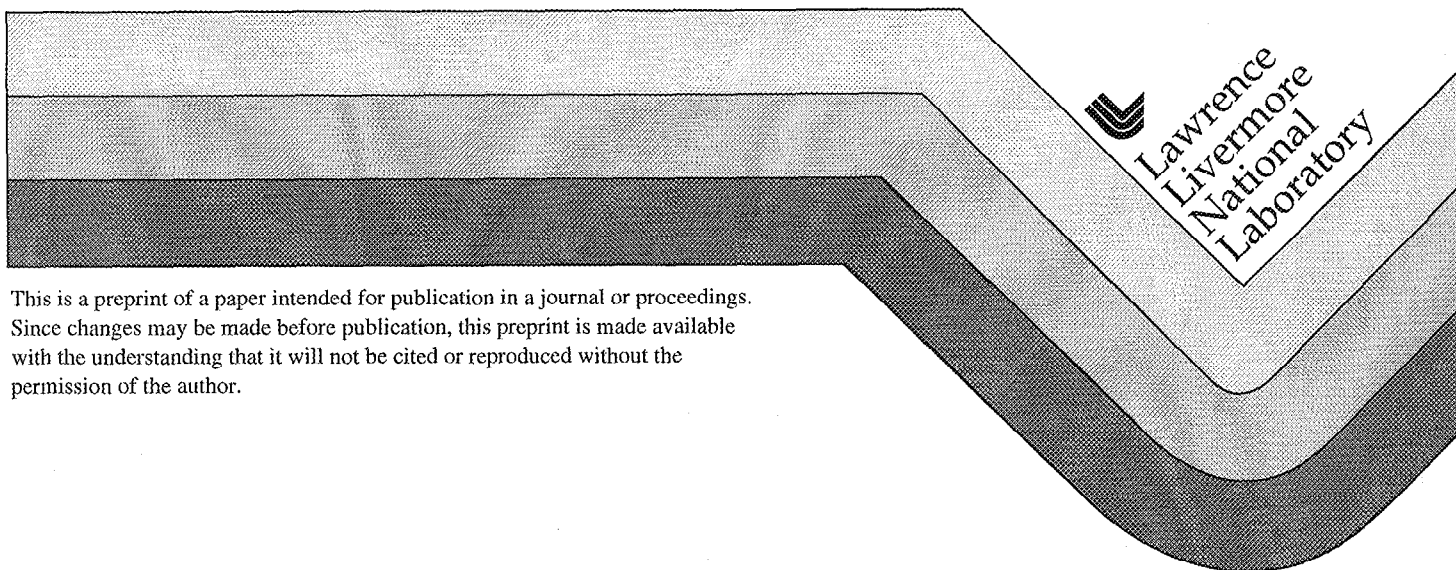 Lawrence
Livermore
National
Laboratory
This is a preprint of a paper intended for publication in a journal or proceedings.
Since changes may be made before publication, this preprint is made available
with the understanding that it will not be cited or reproduced without the
permission of the author.